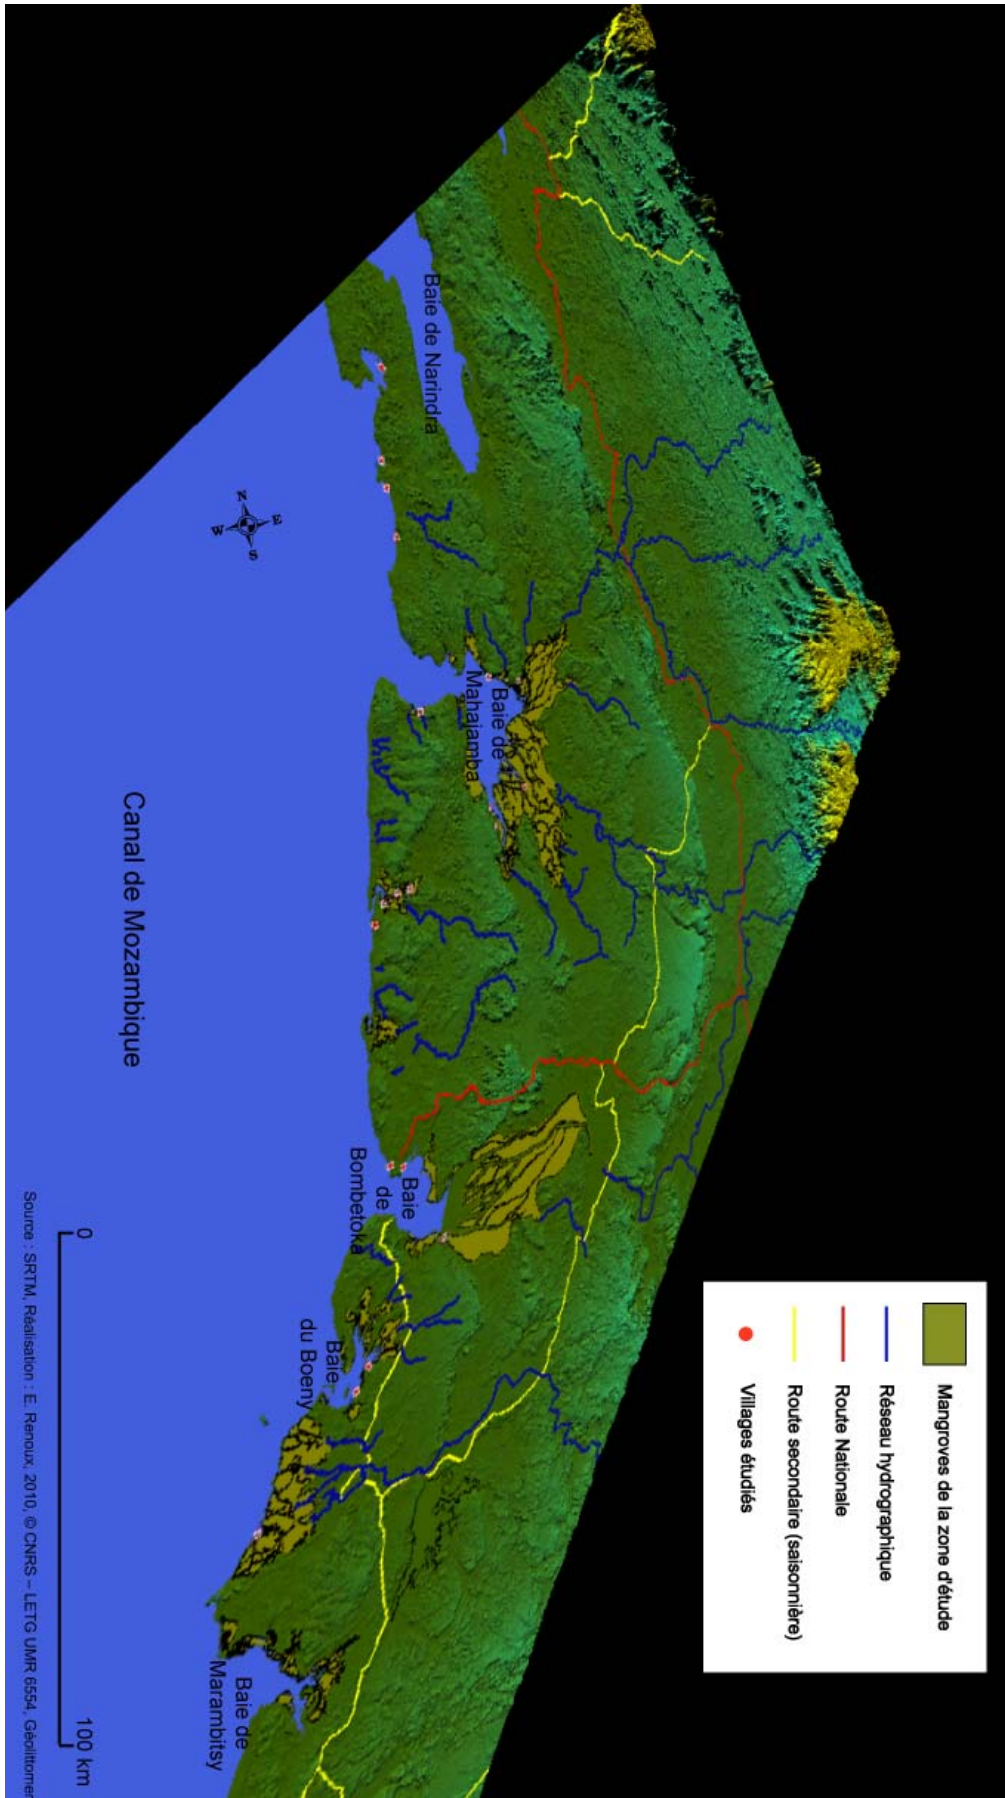 Mangroves de la zone d'étude
Réseau hydrographique
Route Nationale
Route secondaire (saisonnière)
Villages étudiés
Baie de Narindra
N
E
W
S
Baie de
Mahajamba
Canal de Mozambique
Baie
de
Bombetoka
Baie
du Boeny
Baie de
Marambitsy
0
100 km
Source : SRTM, Réalisation : E. Renoux, 2010, © CNRS – LETG UMR 6554, Géolittomer